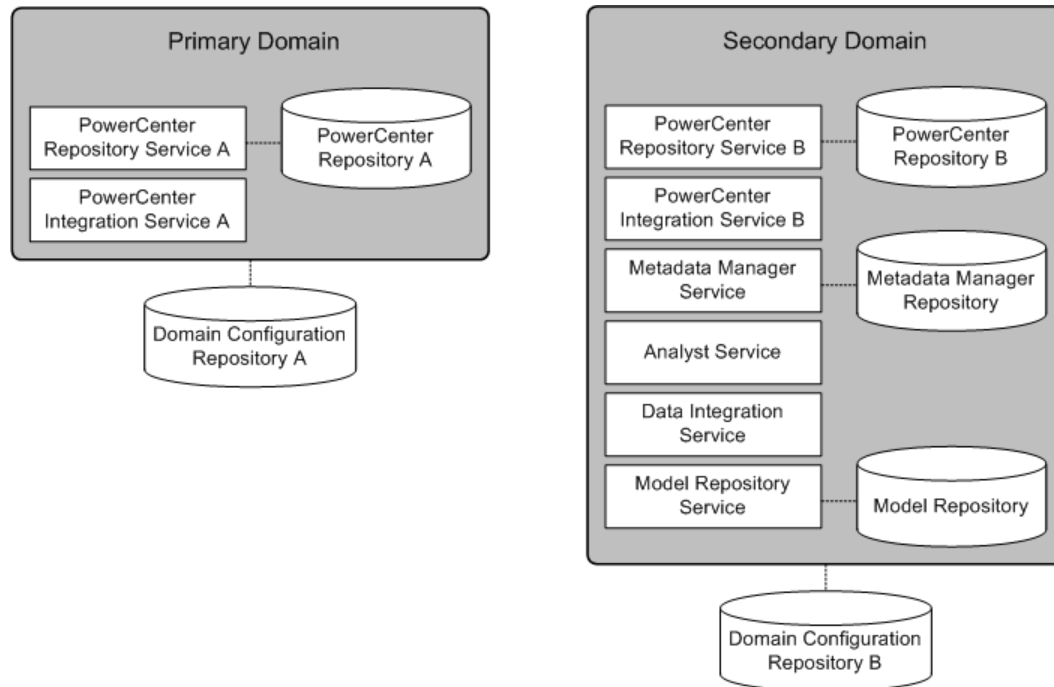 Primary Domain
PowerCenter
Repository Service A
PowerCenter
Repository A
PowerCenter
Integration Service A
Domain Configuration
Repository A
Secondary Domain
PowerCenter
Repository Service B
PowerCenter
Repository B
PowerCenter
Integration Service B
Metadata Manager
Service
Metadata Manager
Repository
Analyst Service
Data Integration
Service
Model Repository
Service
Model Repository
Domain Configuration
Repository B